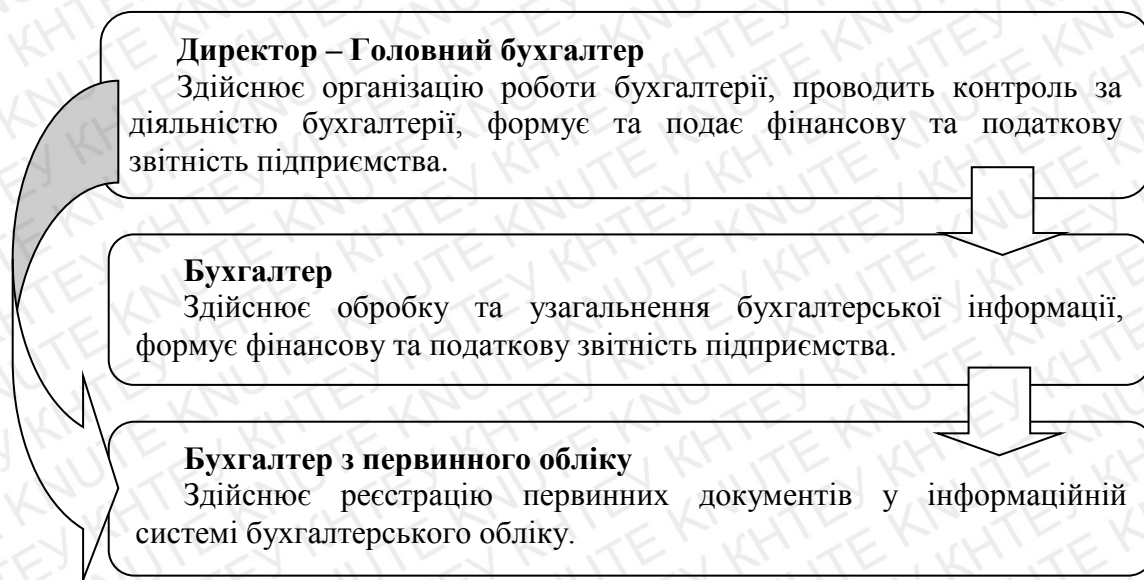 Директор – Головний бухгалтер
Здійснює організацію роботи бухгалтерії, проводить контроль за
діяльністю бухгалтерії, формує та подає фінансову та податкову
звітність підприємства.
Бухгалтер
Здійснює обробку та узагальнення бухгалтерської інформації,
формує фінансову та податкову звітність підприємства.
Бухгалтер з первинного обліку
Здійснює реєстрацію первинних документів у інформаційній
системі бухгалтерського обліку.